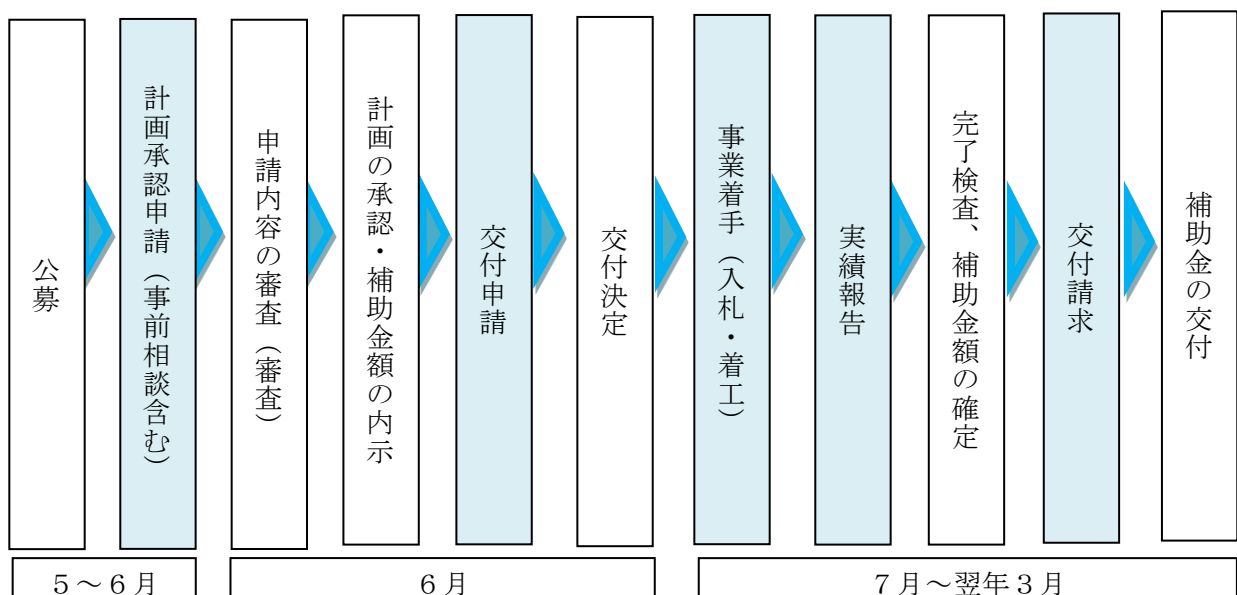 公募
計画承認申請（事前相談含む）
申請内容の審査（審査）
計画の承認・補助金額の内示
交付申請
交付決定
事業着手（入札・着工）
実績報告
完了検査、補助金額の確定
交付請求
補助金の交付
５～６月
６月
７月～翌年３月